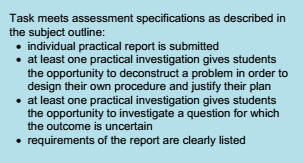 Task meets assessment specifications as described in
the subject outline:
• individual practical report is submitted
• at least one practical investigation gives students
the opportunity to deconstruct a problem in order to
design their own procedure and justify their plan
• at least one practical investigation gives students
the opportunity to investigate a question for which
the outcome is uncertain
• requirements of the report are clearly listed